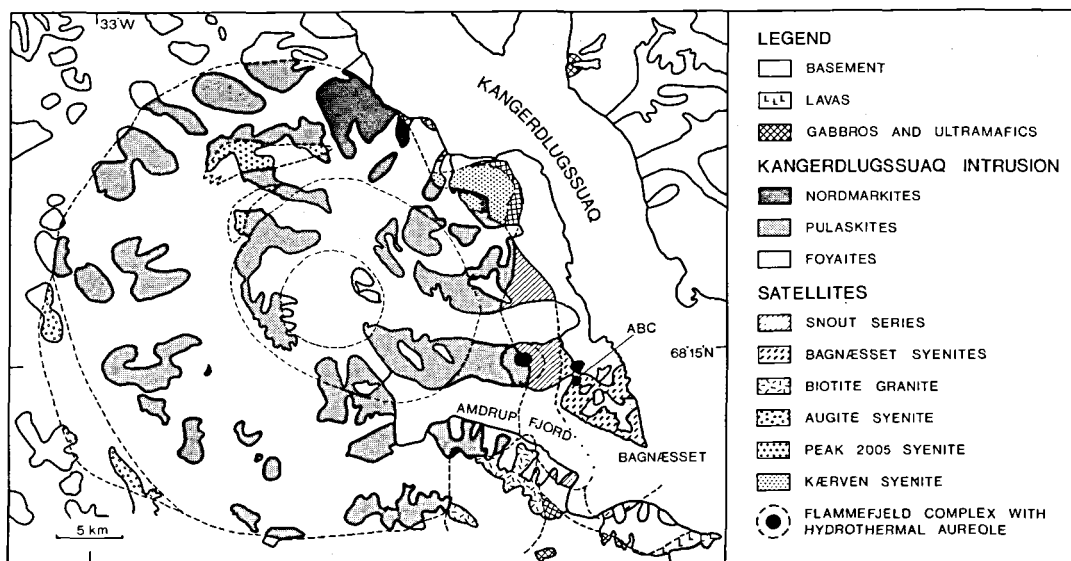 33°W
KANGERDLUGSSUAQ
ABC
68°15'N
AMDRUP FJORD
BAGNÆSSET
5 km
LEGEND
BASEMENT
L L L LAVAS
GABBROS AND ULTRAMAFICS
KANGERDLUGSSUAQ INTRUSION
NORDMARKITES
PULASKITES
FOYAITES
SATELLITES
SNOUT SERIES
BAGNÆSSET SYENITES
BIOTITE GRANITE
AUGITE SYENITE
PEAK 2005 SYENITE
KÆRVEN SYENITE
FLAMMEFJELD COMPLEX WITH
HYDROTHERMAL AUREOLE